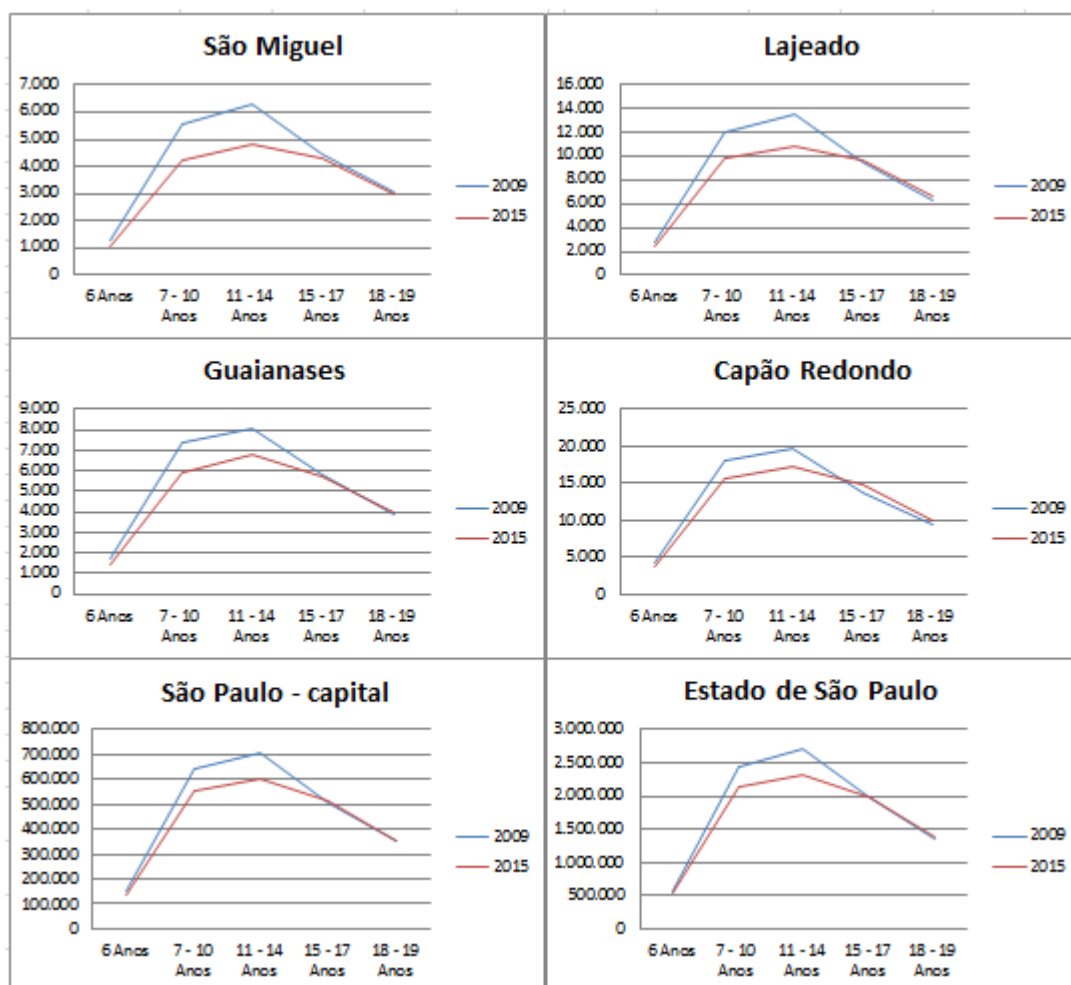 São Miguel
7.000
6.000
5.000
4.000
3.000
2.000
1.000
0
6 Anos
7 - 10 Anos
11 - 14 Anos
15 - 17 Anos
18 - 19 Anos
2009
2015
Lajeado
16.000
14.000
12.000
10.000
8.000
6.000
4.000
2.000
0
6 Anos
7 - 10 Anos
11 - 14 Anos
15 - 17 Anos
18 - 19 Anos
2009
2015
Guaianases
9.000
8.000
7.000
6.000
5.000
4.000
3.000
2.000
1.000
0
6 Anos
7 - 10 Anos
11 - 14 Anos
15 - 17 Anos
18 - 19 Anos
2009
2015
Capão Redondo
25.000
20.000
15.000
10.000
5.000
0
6 Anos
7 - 10 Anos
11 - 14 Anos
15 - 17 Anos
18 - 19 Anos
2009
2015
São Paulo - capital
800.000
700.000
600.000
500.000
400.000
300.000
200.000
100.000
0
6 Anos
7 - 10 Anos
11 - 14 Anos
15 - 17 Anos
18 - 19 Anos
2009
2015
Estado de São Paulo
3.000.000
2.500.000
2.000.000
1.500.000
1.000.000
500.000
0
6 Anos
7 - 10 Anos
11 - 14 Anos
15 - 17 Anos
18 - 19 Anos
2009
2015